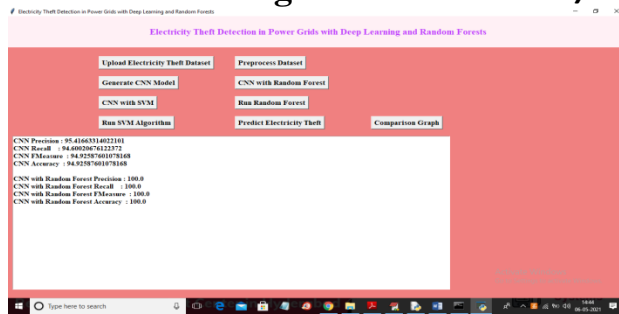 Electricity Theft Detection in Power Grids with Deep Learning and Random Forests
Electricity Theft Detection in Power Grids with Deep Learning and Random Forests
Upload Electricity Theft Dataset
Preprocess Dataset
Generate CNN Model
CNN with Random Forest
CNN with SVM
Run Random Forest
Run SVM Algorithm
Predict Electricity Theft
Comparison Graph
CNN Precision : 95.41663314022101
CNN Recall : 94.60020676122372
CNN FMeasure : 94.92587601078168
CNN Accuracy : 94.92587601078168
CNN with Random Forest Precision : 100.0
CNN with Random Forest Recall : 100.0
CNN with Random Forest FMeasure : 100.0
CNN with Random Forest Accuracy : 100.0
Type here to search
14:44
06-05-2021